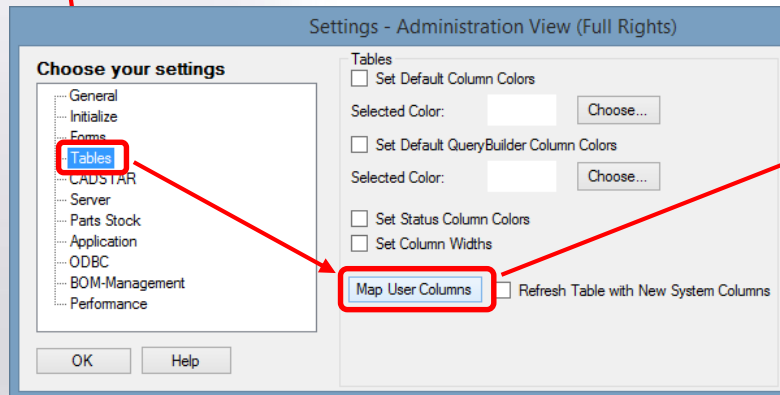 Settings - Administration View (Full Rights)
Choose your settings
General
Initialize
Forms
Tables
CADSTAR
Server
Parts Stock
Application
ODBC
BOM-Management
Performance
OK Help
Tables
Set Default Column Colors
Selected Color: Choose...
Set Default QueryBuilder Column Colors
Selected Color: Choose...
Set Status Column Colors
Set Column Widths
Map User Columns Refresh Table with New System Columns